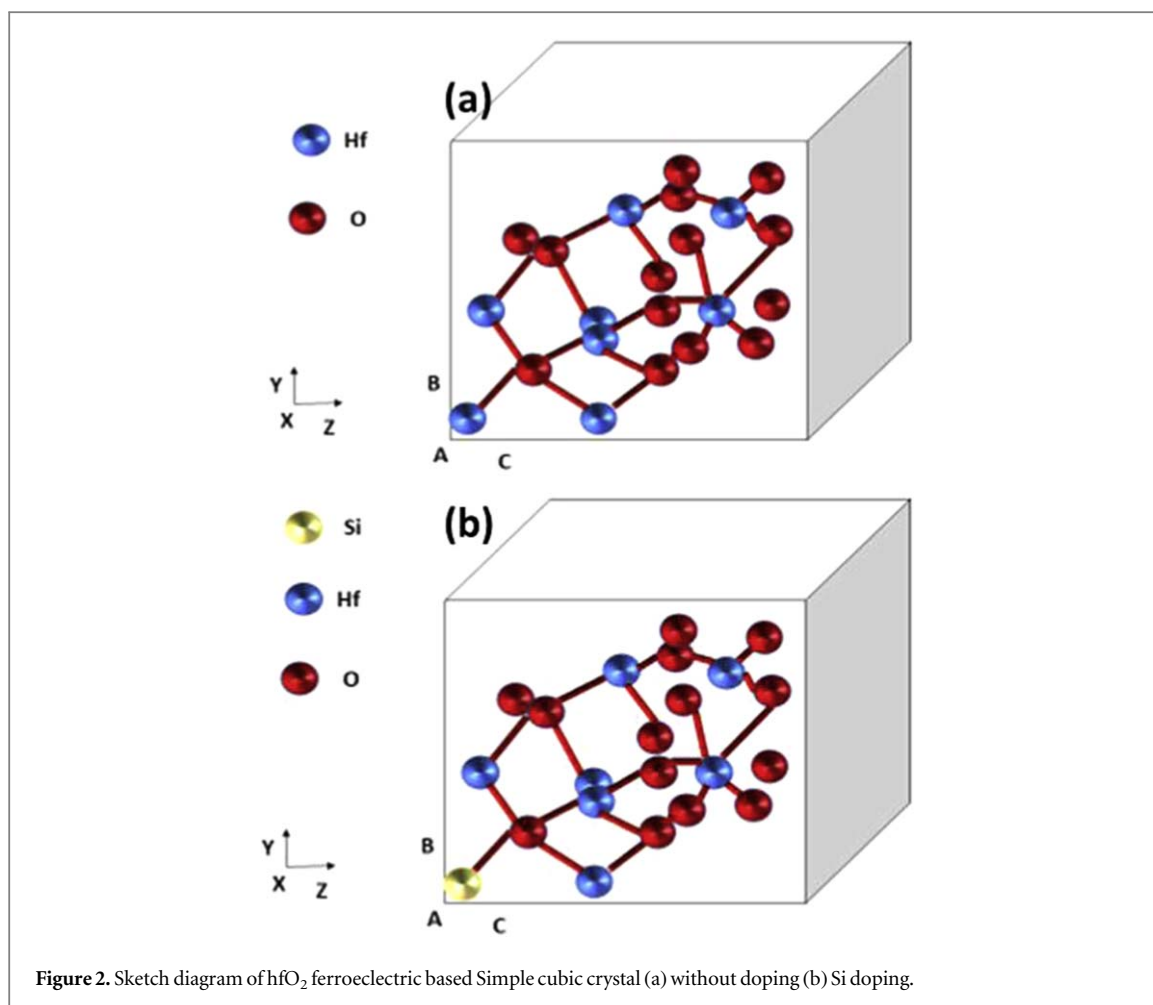 (a)
Hf
O
Y
X
Z
B
A
C
Si
(b)
Hf
O
Y
X
Z
B
A
C
Figure 2. Sketch diagram of hfO₂ ferroeclectric based Simple cubic crystal (a) without doping (b) Si doping.